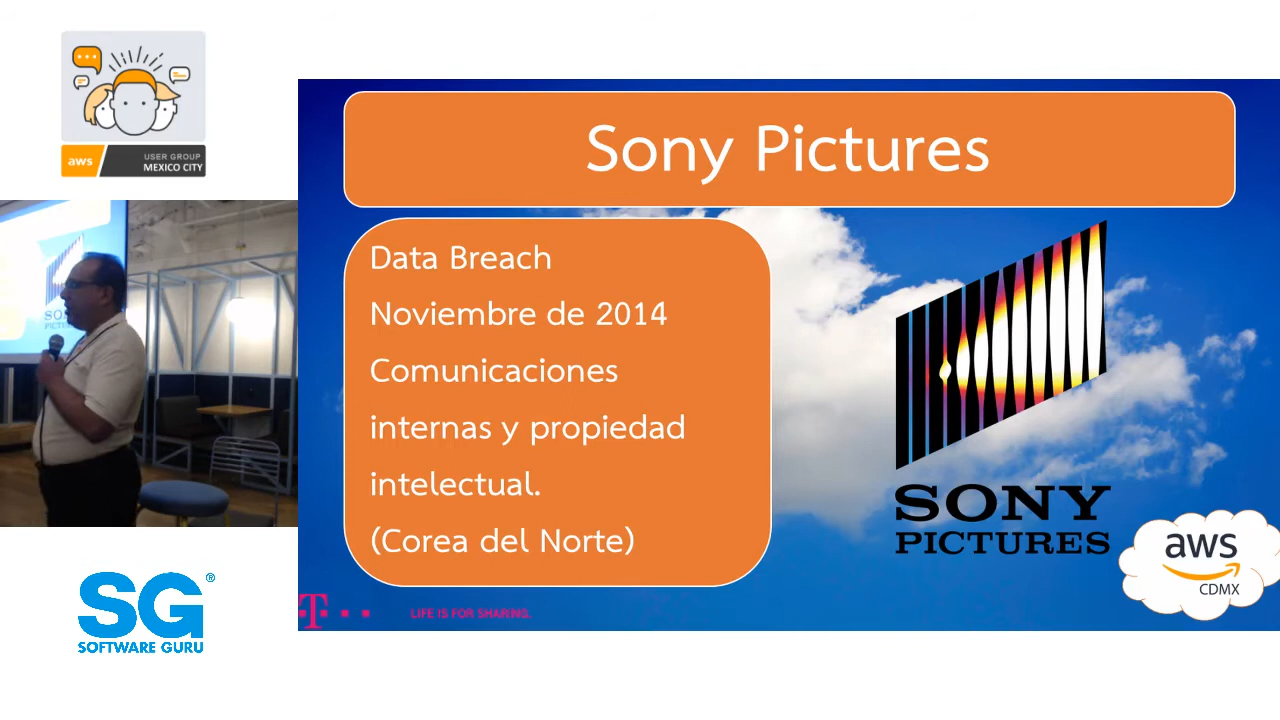 aws
USER GROUP
MEXICO CITY
Sony Pictures
Data Breach
Noviembre de 2014
Comunicaciones
internas y propiedad
intelectual.
(Corea del Norte)
SONY
PICTURES
aws
CDMX
T
LIFE IS FOR SHARING.
SG®
SOFTWARE GURU